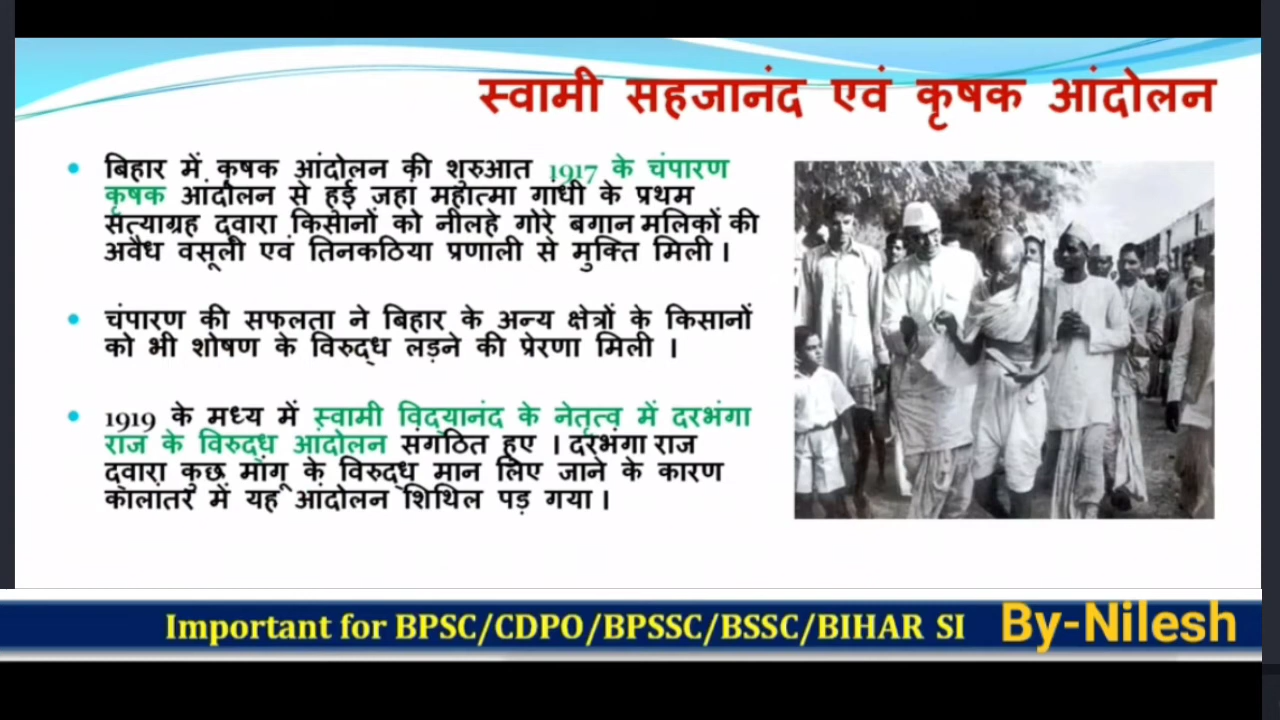 स्वामी सहजानंद एवं कृषक आंदोलन
बिहार में कृषक आंदोलन की शुरुआत 1917 के चंपारण
कृषक आंदोलन से हुई जहां महात्मा गांधी के प्रथम
सत्याग्रह द्वारा किसानों को नीलहे गोरे बगान मलिकों की
अवैध वसूली एवं तिनकठिया प्रणाली से मुक्ति मिली ।
चंपारण की सफलता ने बिहार के अन्य क्षेत्रों के किसानों
को भी शोषण के विरुद्ध लड़ने की प्रेरणा मिली ।
1919 के मध्य में स्वामी विद्यानंद के नेतृत्व में दरभंगा
राज के विरुद्ध आंदोलन संगठित हुए । दरभंगा राज
द्वारा कुछ मांगू के विरुद्ध मान लिए जाने के कारण
कालांतर में यह आंदोलन शिथिल पड़ गया ।
Important for BPSC/CDPO/BPSSC/BSSC/BIHAR SI
By-Nilesh